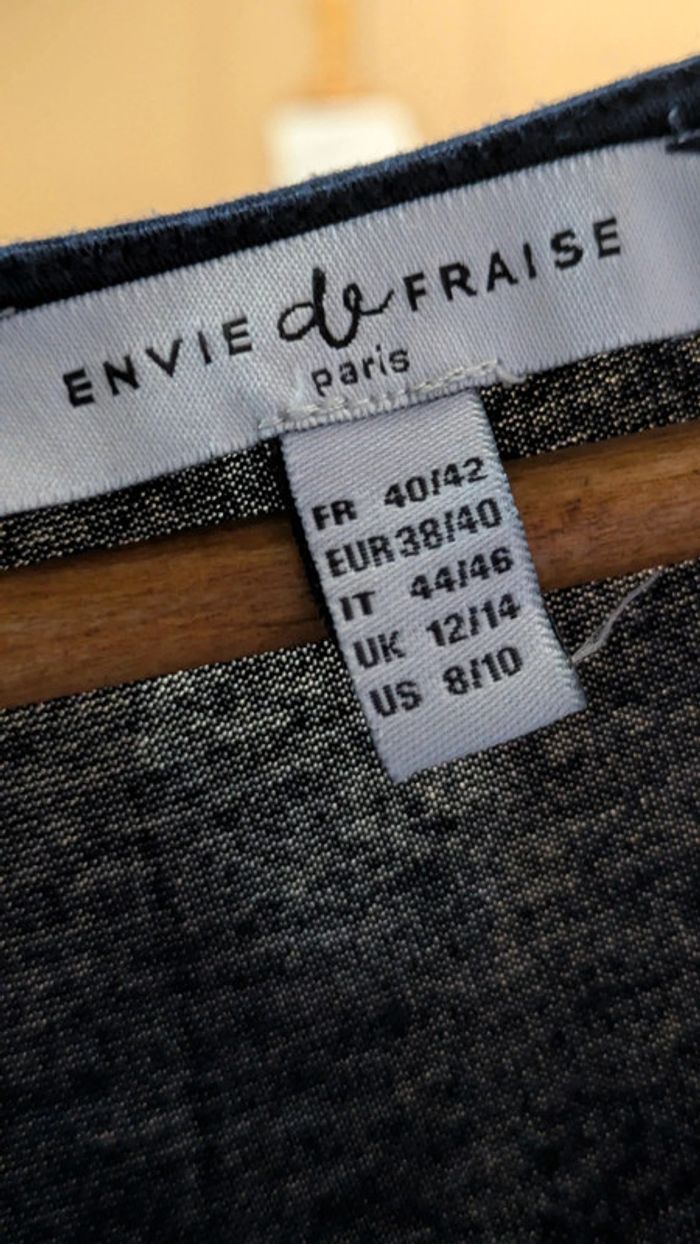 ENVIE de FRAISE
paris
FR 40/42
EUR 38/40
IT 44/46
UK 12/14
US 8/10